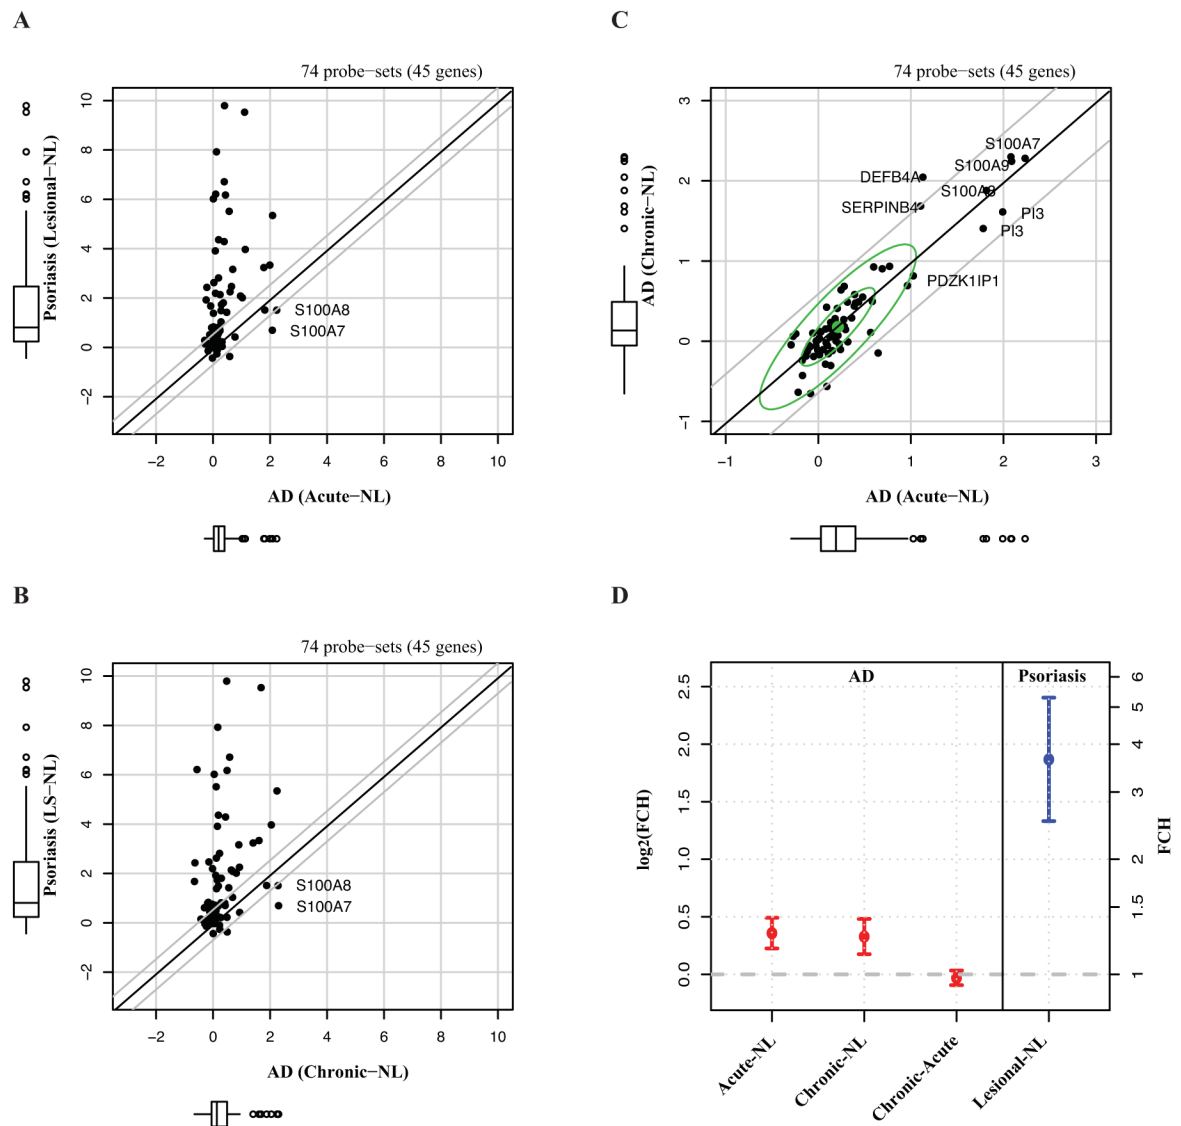 A
74 probe−sets (45 genes)
Psoriasis (Lesional−NL)
10
8
6
4
2
0
−2
S100A8
S100A7
−2 0 2 4 6 8 10
AD (Acute−NL)
B
74 probe−sets (45 genes)
Psoriasis (LS−NL)
10
8
6
4
2
0
−2
S100A8
S100A7
−2 0 2 4 6 8 10
AD (Chronic−NL)
C
74 probe−sets (45 genes)
AD (Chronic−NL)
3
2
1
0
−1
S100A7
S100A9
DEFB4A
S100A8
SERPINB4
PI3
PI3
PDZK1IP1
−1 0 1 2 3
AD (Acute−NL)
D
AD Psoriasis
log2(FCH)
2.5
2.0
1.5
1.0
0.5
0.0
6
5
4
3
2
1.5
1
FCH
Acute-NL
Chronic-NL
Chronic-Acute
Lesional-NL